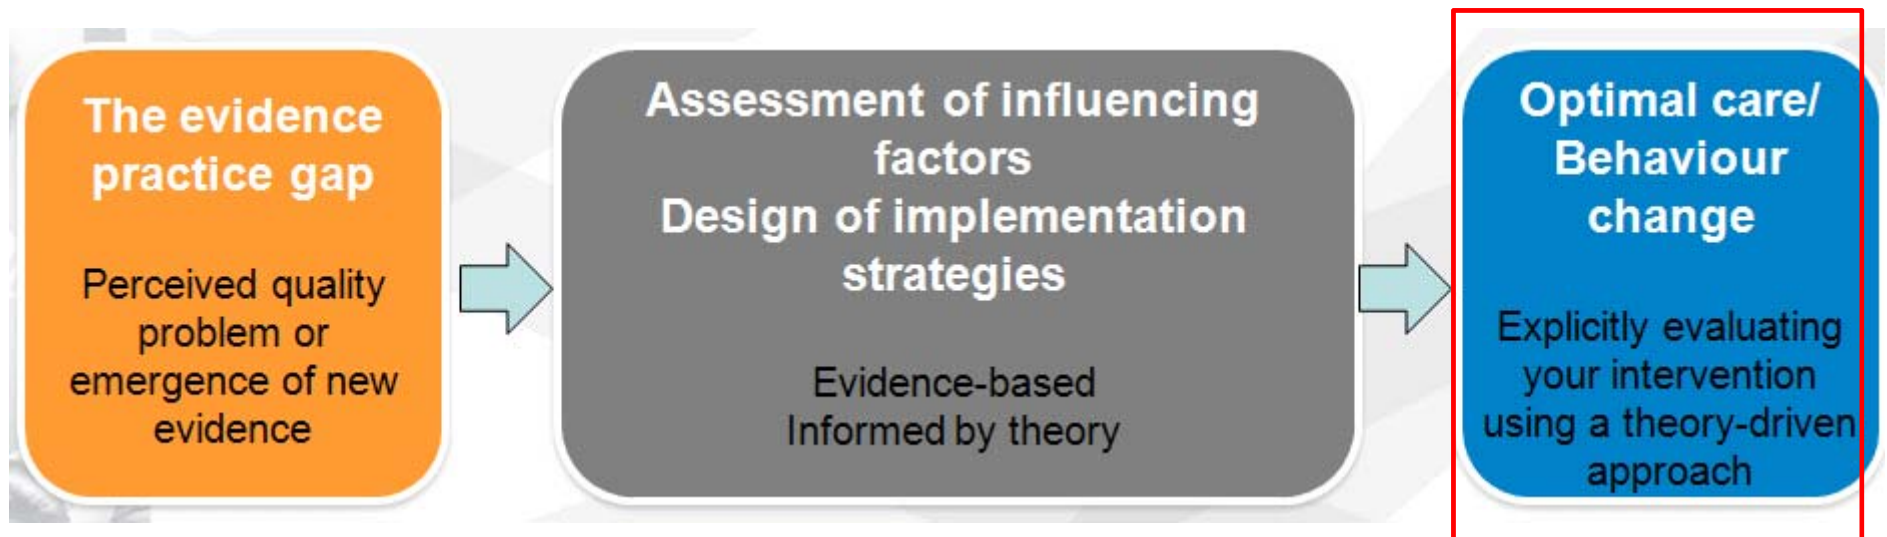 The evidence
practice gap
Perceived quality
problem or
emergence of new
evidence
Assessment of influencing
factors
Design of implementation
strategies
Evidence-based
Informed by theory
Optimal care/
Behaviour
change
Explicitly evaluating
your intervention
using a theory-driven
approach